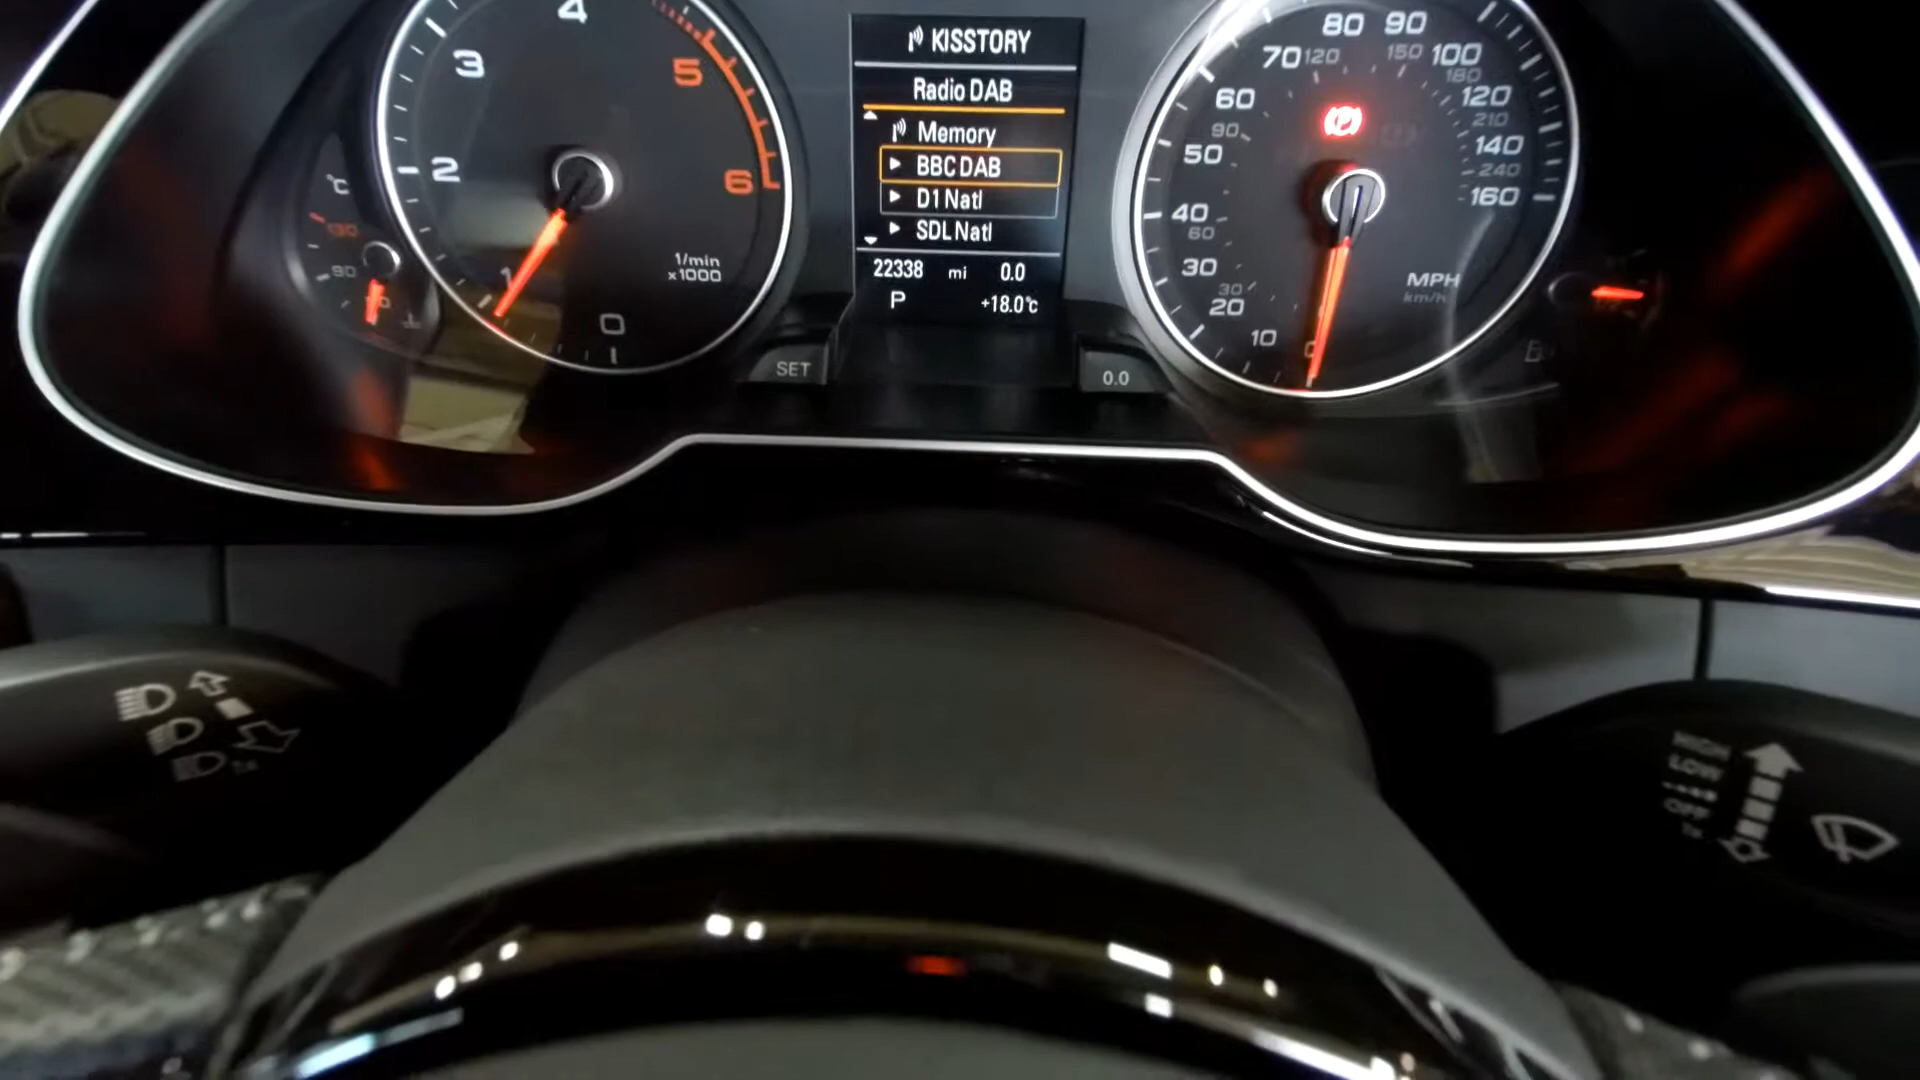 4
3
5
2
6
1
0
1/min
x1000
°C
130
90
KISSTORY
Radio DAB
Memory
BBC DAB
D1 Natl
SDL Natl
22338 mi 0.0
P +18.0°C
SET
0.0
80 90
70 120 150 100
180
60 120
90 210
50 140
240
40 160
60
30 MPH
30 km/h
20
10
0
P
HIGH
LOW
OFF
1x
1x